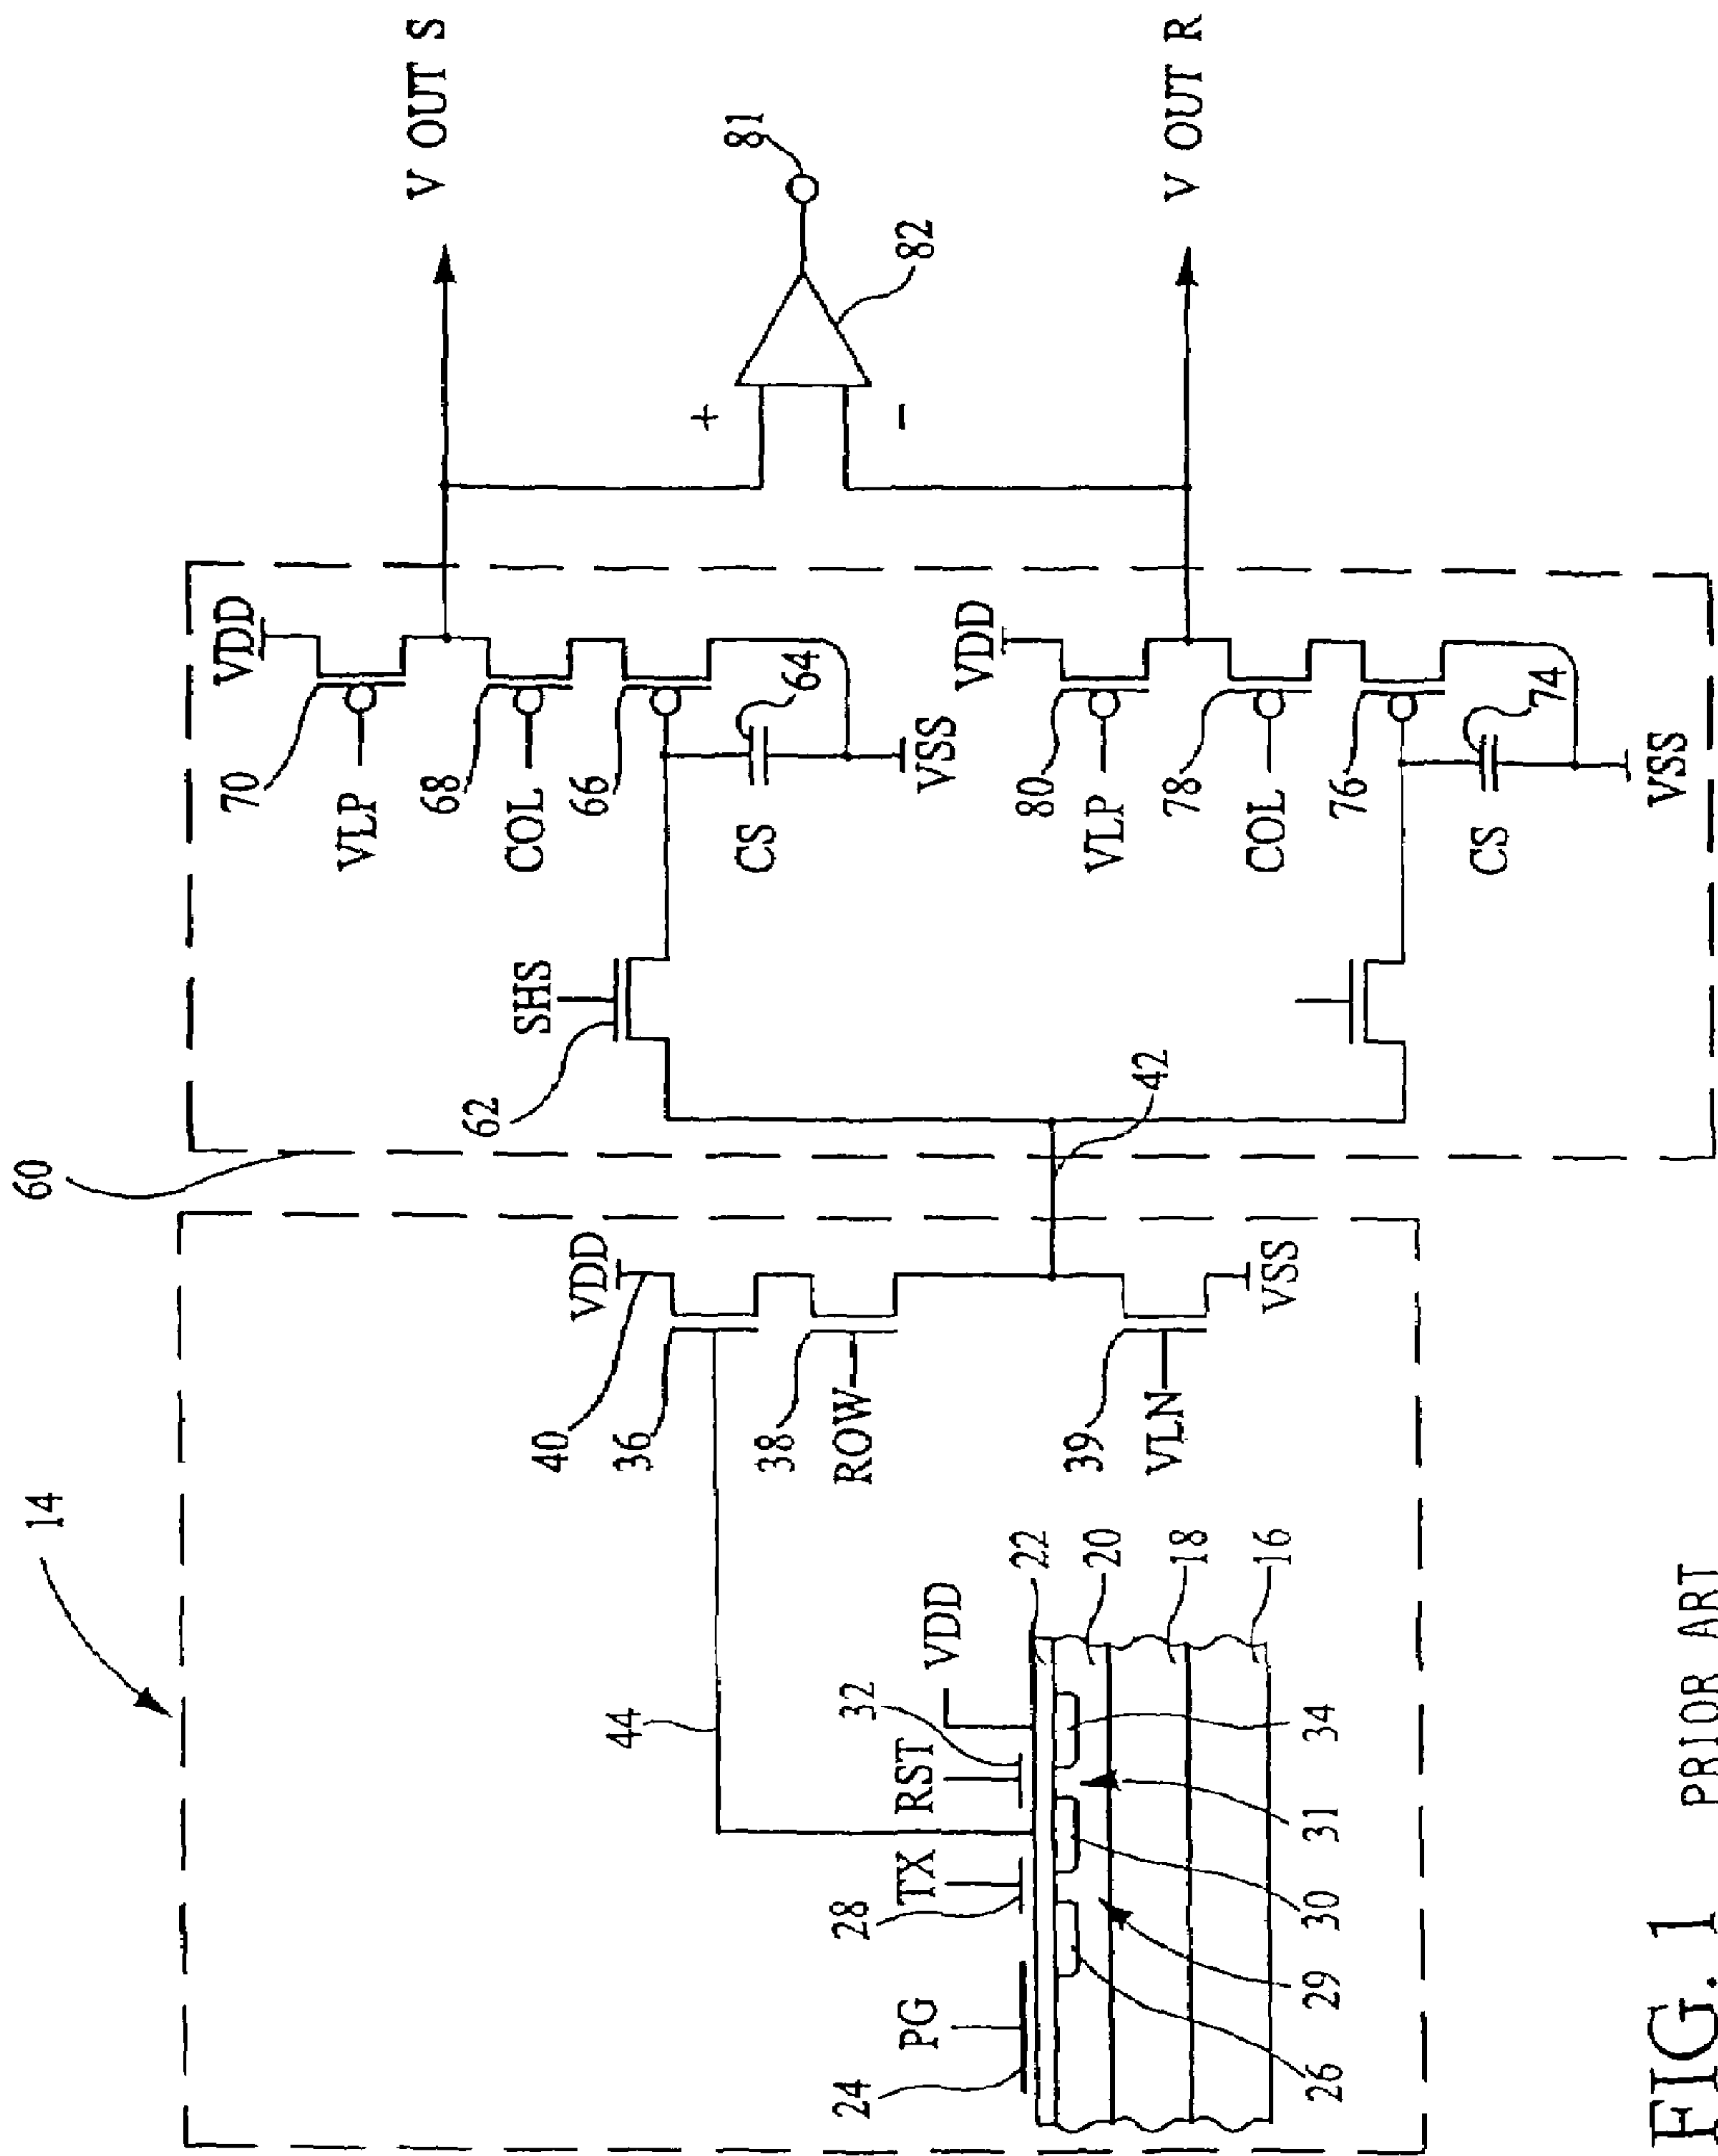 14
60
VDD
70
VLP
V OUT S
68
COL
SHS
62
66
64
CS
VSS
+
81
-
82
VDD
40
36
44
38
ROW
42
VDD
80
VLP
V OUT R
39
VLN
VSS
78
COL
76
74
CS
VSS
24
PG
28
TX
RST
32
VDD
22
20
18
16
26
29
30
31
34
FIG. 1
PRIOR ART